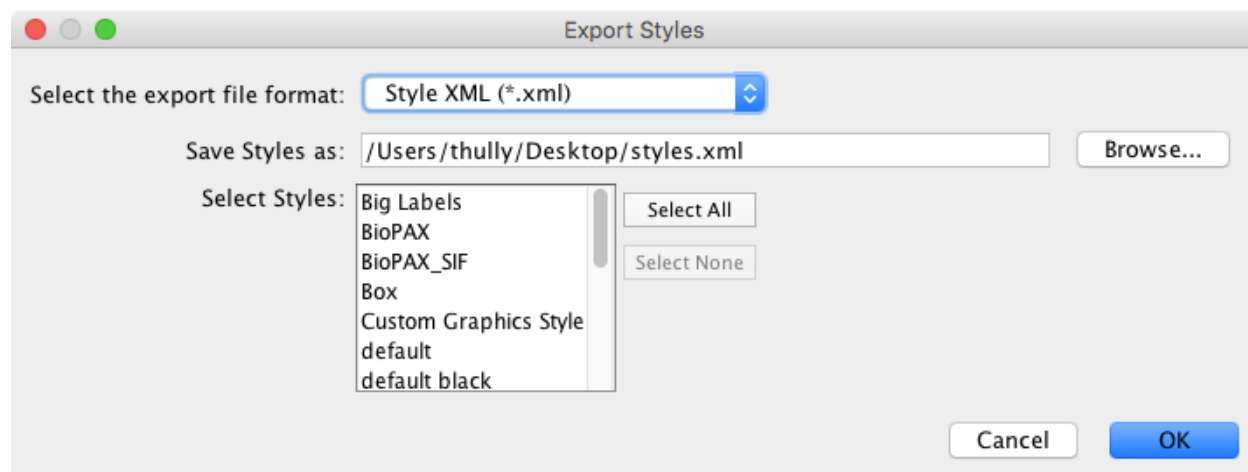 Export Styles
Select the export file format: Style XML (*.xml)
Save Styles as: /Users/thully/Desktop/styles.xml Browse...
Select Styles: Big Labels Select All
BioPAX
BioPAX_SIF Select None
Box
Custom Graphics Style
default
default black
Cancel OK